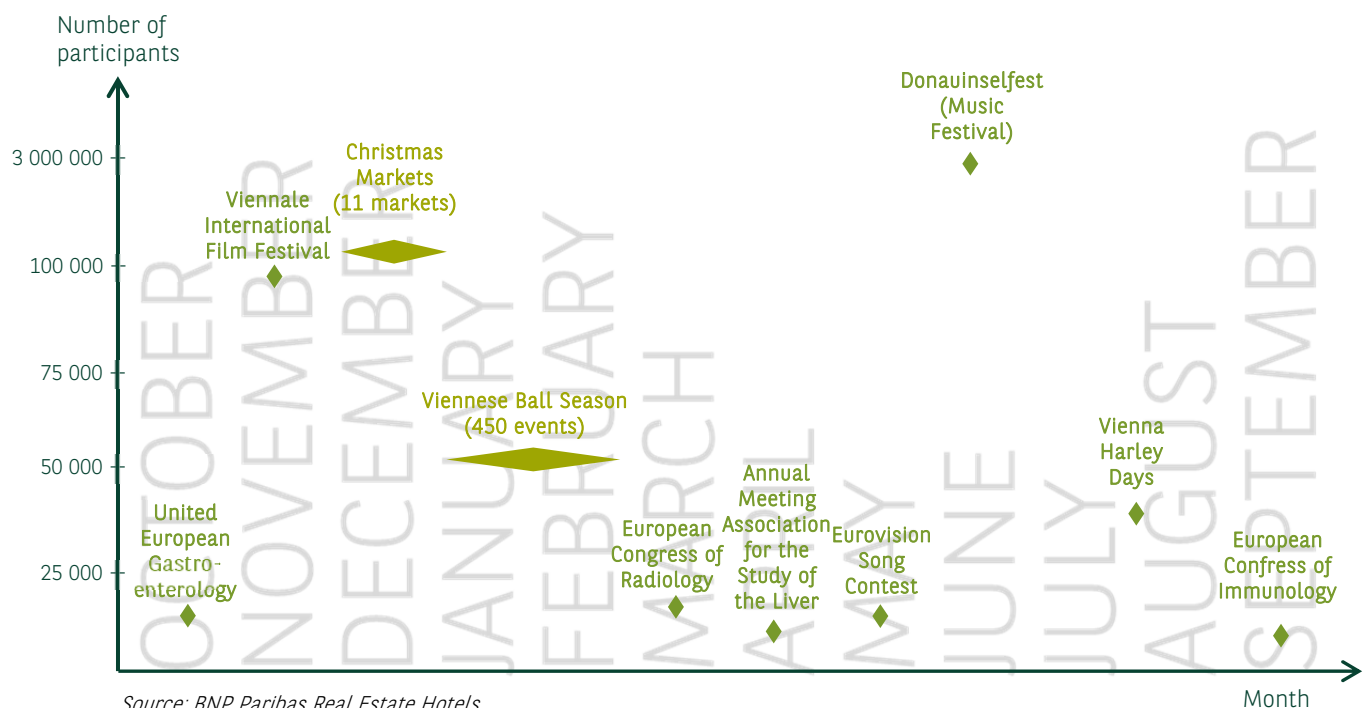 Number of
participants
3 000 000
100 000
75 000
50 000
25 000
Donauinselfest
(Music
Festival)
Christmas
Markets
(11 markets)
Viennale
International
Film Festival
Viennese Ball Season
(450 events)
Vienna
Harley
Days
Annual
Meeting
Association
for the
Study of
the Liver
United
European
Gastro-
enterology
European
Congress of
Radiology
Eurovision
Song
Contest
European
Confress of
Immunology
OCTOBER
NOVEMBER
DECEMBER
JANUARY
FEBRUARY
MARCH
APRIL
MAY
JUNE
JULY
AUGUST
SEPTEMBER
Month
Source: BNP Paribas Real Estate Hotels